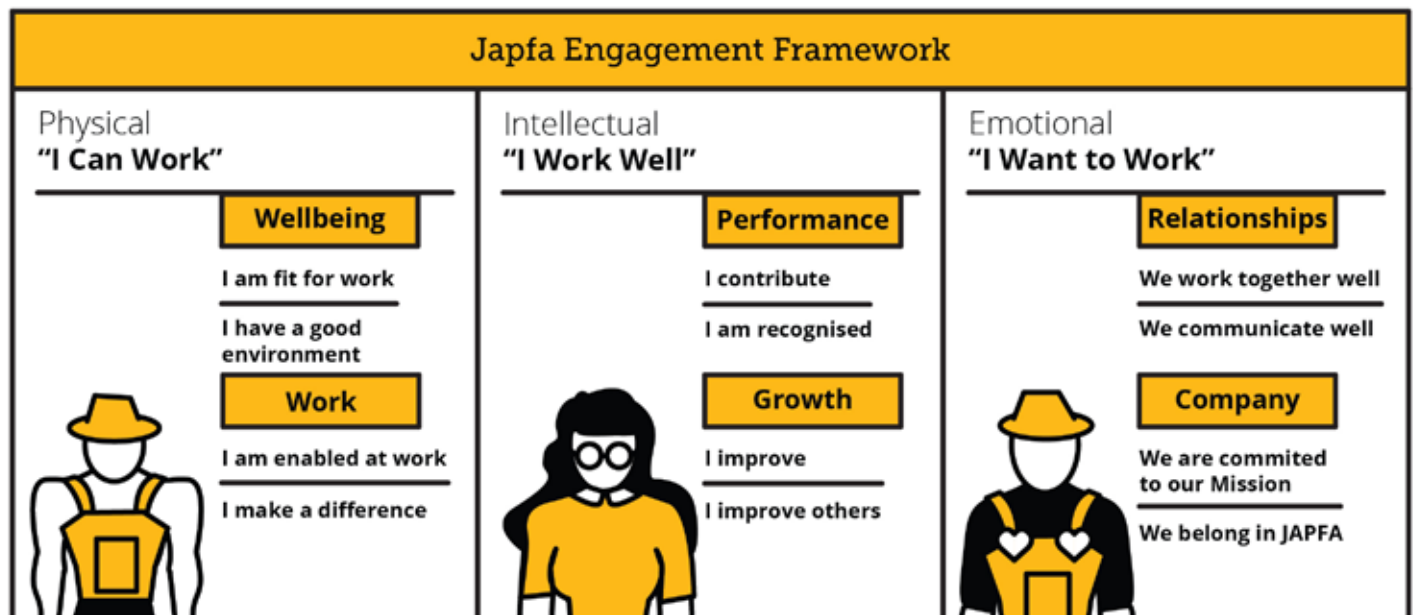 Japfa Engagement Framework
Physical
“I Can Work”
Wellbeing
I am fit for work
I have a good
environment
Work
I am enabled at work
I make a difference
Intellectual
“I Work Well”
Performance
I contribute
I am recognised
Growth
I improve
I improve others
Emotional
“I Want to Work”
Relationships
We work together well
We communicate well
Company
We are commited
to our Mission
We belong in JAPFA